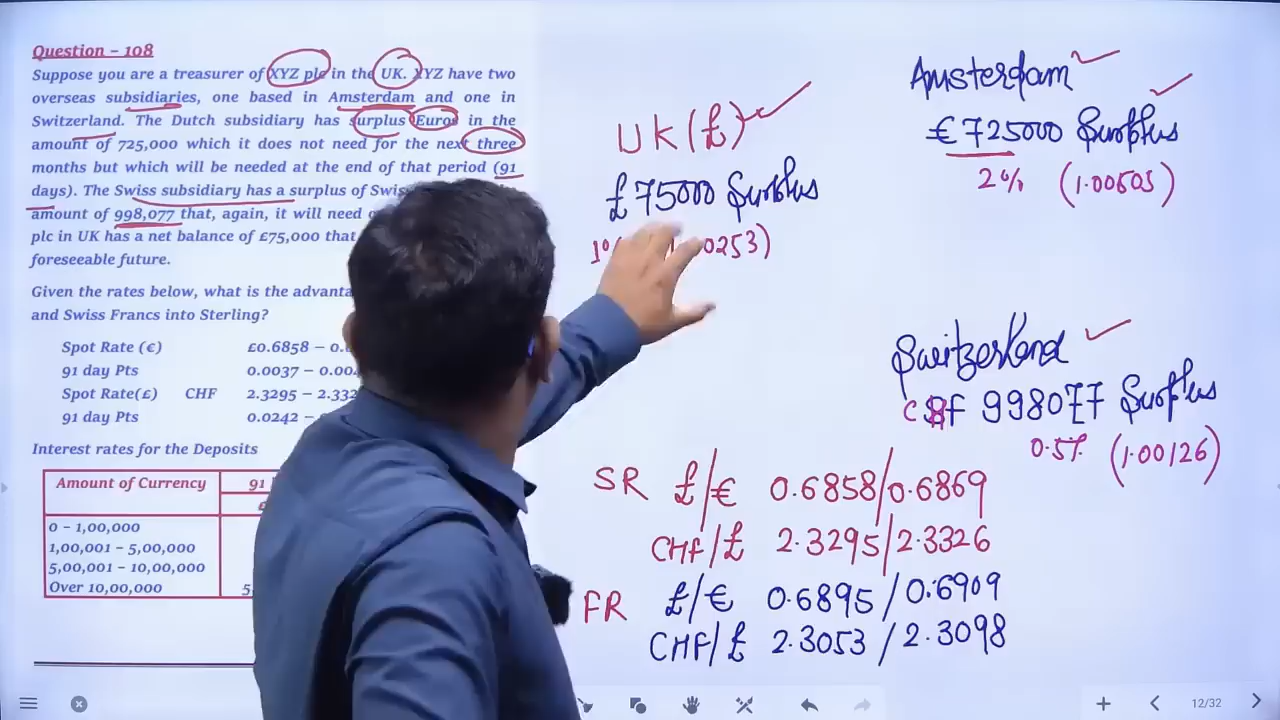 Question – 108
Suppose you are a treasurer of XYZ plc in the UK. XYZ have two
overseas subsidiaries, one based in Amsterdam and one in
Switzerland. The Dutch subsidiary has surplus Euros in the
amount of 725,000 which it does not need for the next three
months but which will be needed at the end of that period (91
days). The Swiss subsidiary has a surplus of
amount of 998,077 that, again, it will need
plc in UK has a net balance of £75,000 that
foreseeable future.
Given the rates below, what is the
and Swiss Francs into Sterling?
Spot Rate (€) £0.6858 –
91 day Pts 0.0037 –
Spot Rate(£) CHF 2.3295 –
91 day Pts 0.0242 –
Interest rates for the Deposits
Amount of Currency 91
0 – 1,00,000
1,00,001 – 5,00,000
5,00,001 – 10,00,000
Over 10,00,000
UK (£)
£75000 Surplus
0253)
Amsterdam
€ 725000 Surplus
2% (1.00505)
Switzerland
CHf 998077 Surplus
0.5% (1.00126)
SR £/€ 0.6858/0.6869
CHf/£ 2.3295/2.3326
FR £/€ 0.6895/0.6909
CHF/£ 2.3053/2.3098
12/32